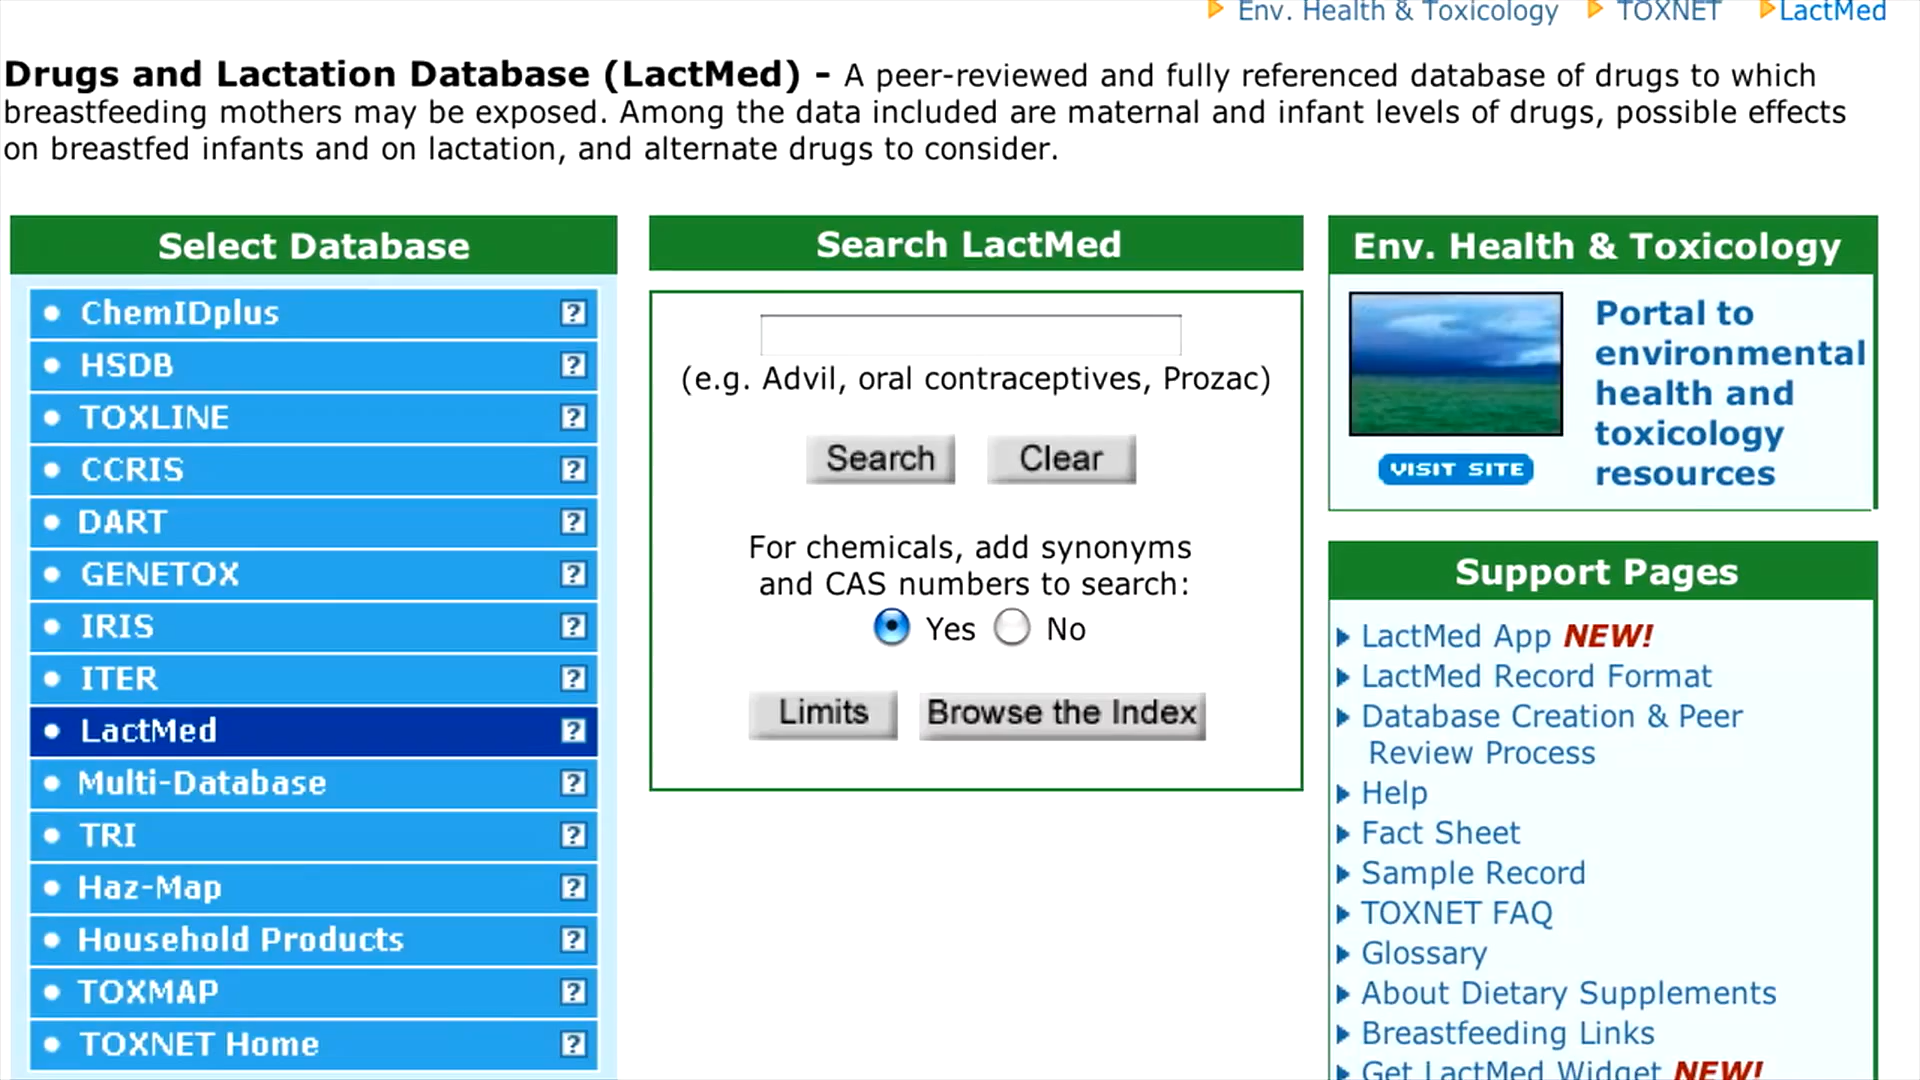 Env. Health & Toxicology TOXNET LactMed
Drugs and Lactation Database (LactMed) - A peer-reviewed and fully referenced database of drugs to which
breastfeeding mothers may be exposed. Among the data included are maternal and infant levels of drugs, possible effects
on breastfed infants and on lactation, and alternate drugs to consider.
Select Database
ChemIDplus ?
HSDB ?
TOXLINE ?
CCRIS ?
DART ?
GENETOX ?
IRIS ?
ITER ?
LactMed ?
Multi-Database ?
TRI ?
Haz-Map ?
Household Products ?
TOXMAP ?
TOXNET Home ?
Search LactMed
(e.g. Advil, oral contraceptives, Prozac)
Search Clear
For chemicals, add synonyms
and CAS numbers to search:
Yes No
Limits Browse the Index
Env. Health & Toxicology
Portal to
environmental
health and
toxicology
resources
VISIT SITE
Support Pages
LactMed App NEW!
LactMed Record Format
Database Creation & Peer
Review Process
Help
Fact Sheet
Sample Record
TOXNET FAQ
Glossary
About Dietary Supplements
Breastfeeding Links
Get LactMed Widget NEW!